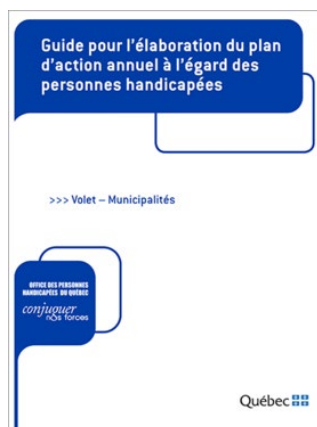 Guide pour l'élaboration du plan
d'action annuel à l'égard des
personnes handicapées
>>> Volet – Municipalités
OFFICE DES PERSONNES
HANDICAPÉES DU QUÉBEC
conjuguer
nos forces
Québec